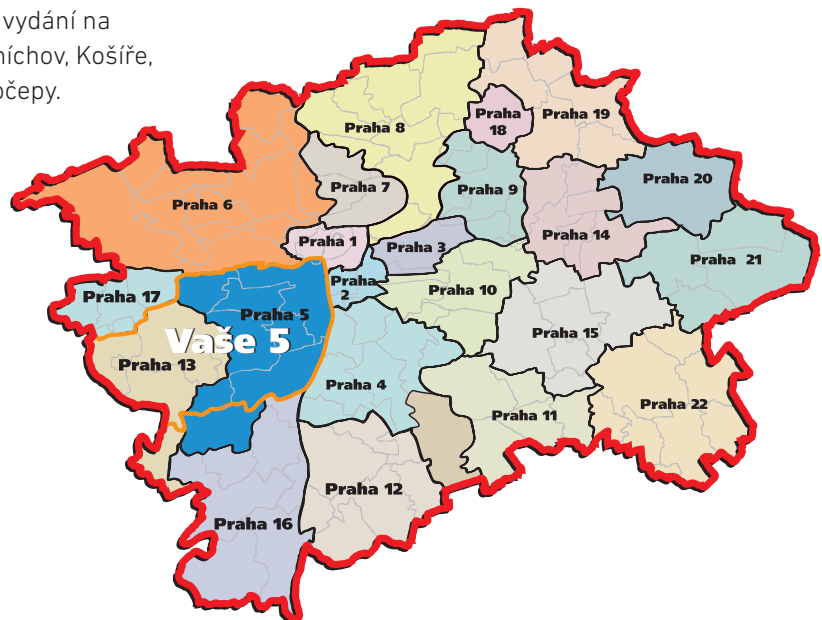 vydání na
níchov, Košíře,
očepy.
Praha 8
Praha 18
Praha 19
Praha 7
Praha 9
Praha 20
Praha 6
Praha 1
Praha 3
Praha 14
Praha 21
Praha 17
Praha 2
Praha 10
Praha 5
Praha 15
Vaše 5
Praha 13
Praha 4
Praha 11
Praha 22
Praha 12
Praha 16